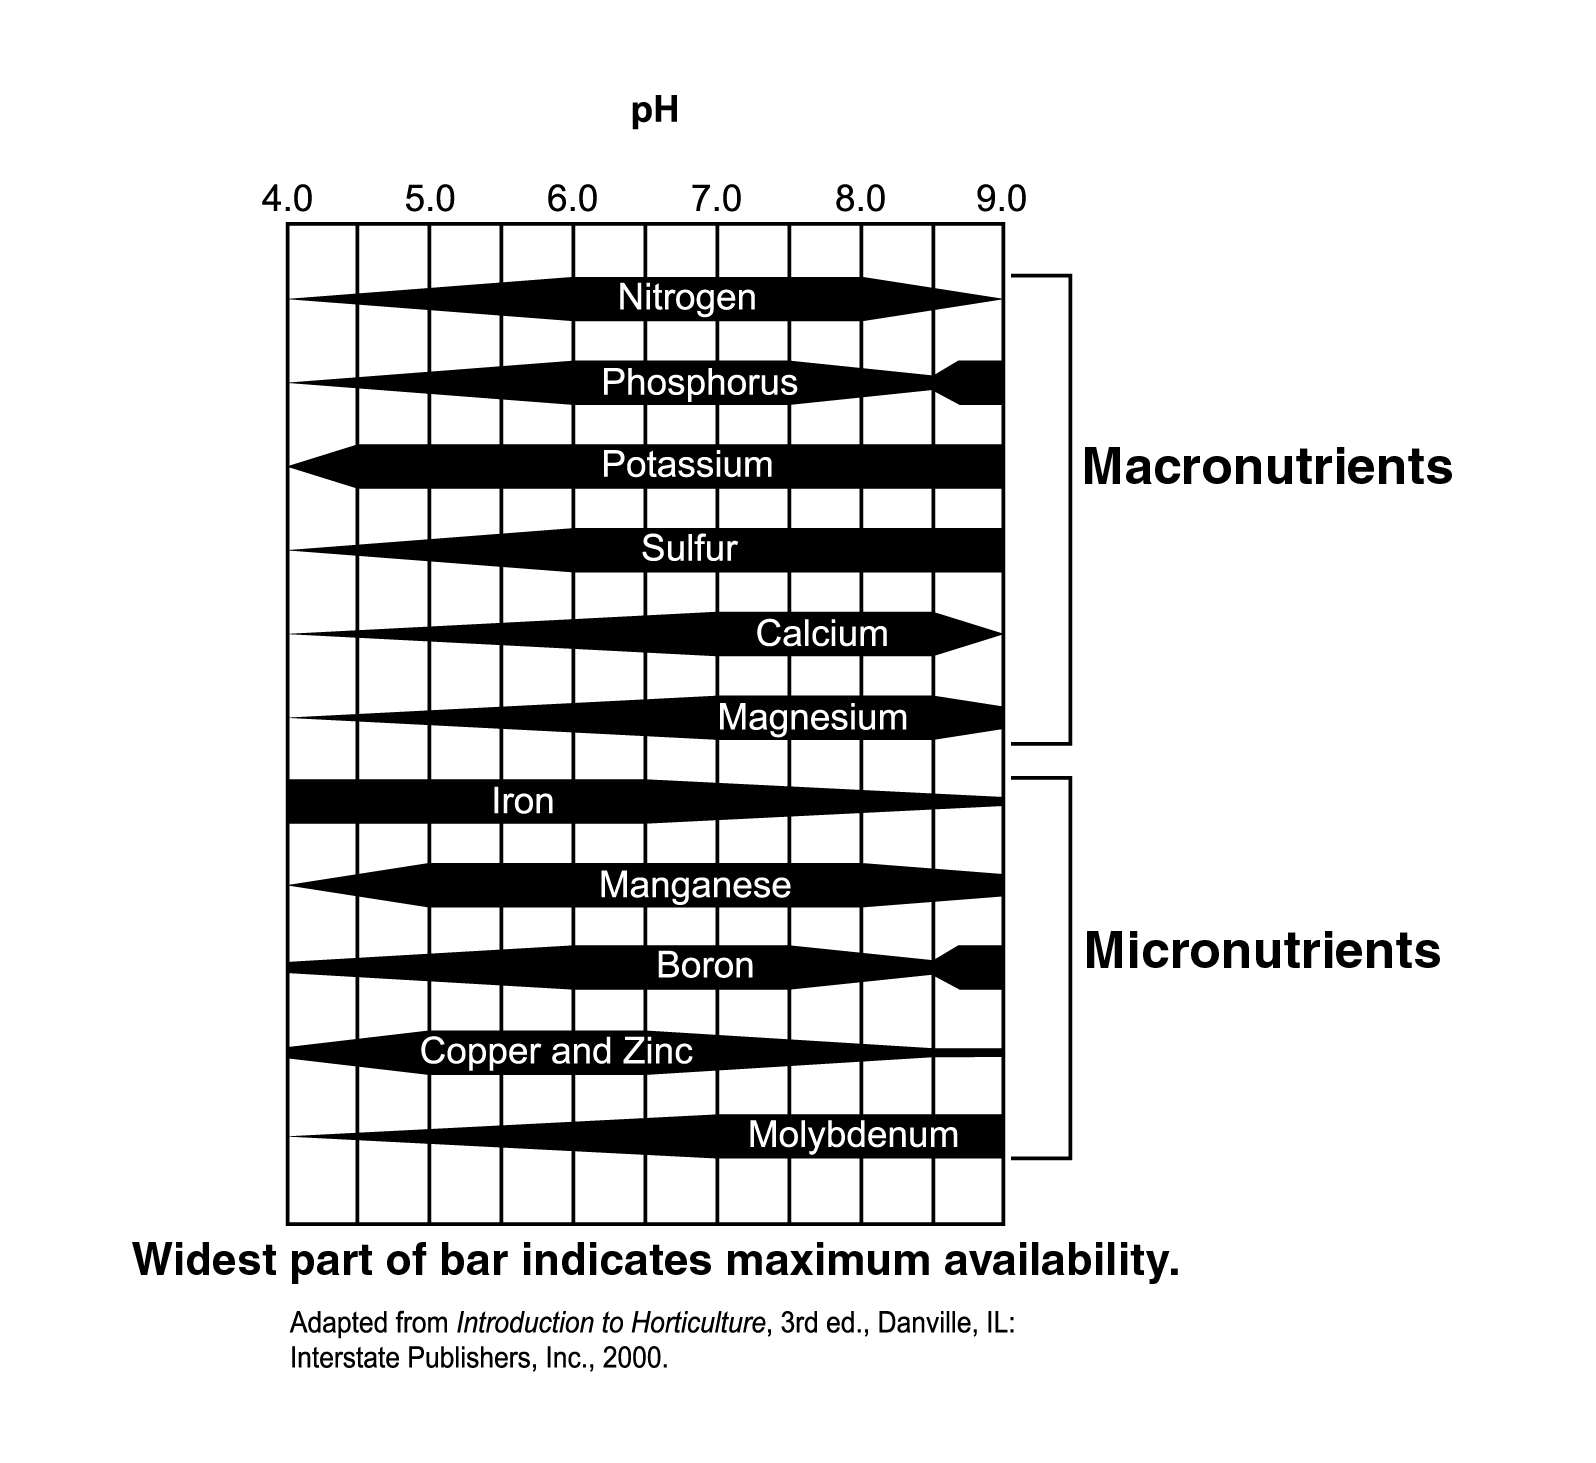 pH
4.0 5.0 6.0 7.0 8.0 9.0
Nitrogen
Phosphorus
Potassium
Sulfur
Calcium
Magnesium
Macronutrients
Iron
Manganese
Boron
Copper and Zinc
Molybdenum
Micronutrients
Widest part of bar indicates maximum availability.
Adapted from Introduction to Horticulture, 3rd ed., Danville, IL:
Interstate Publishers, Inc., 2000.